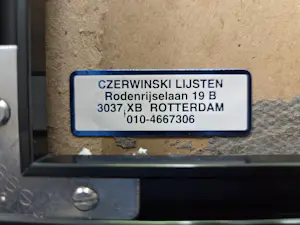 CZERWINSKI LIJSTEN
Rodenrijselaan 19 B
3037 XB ROTTERDAM
010-4667306